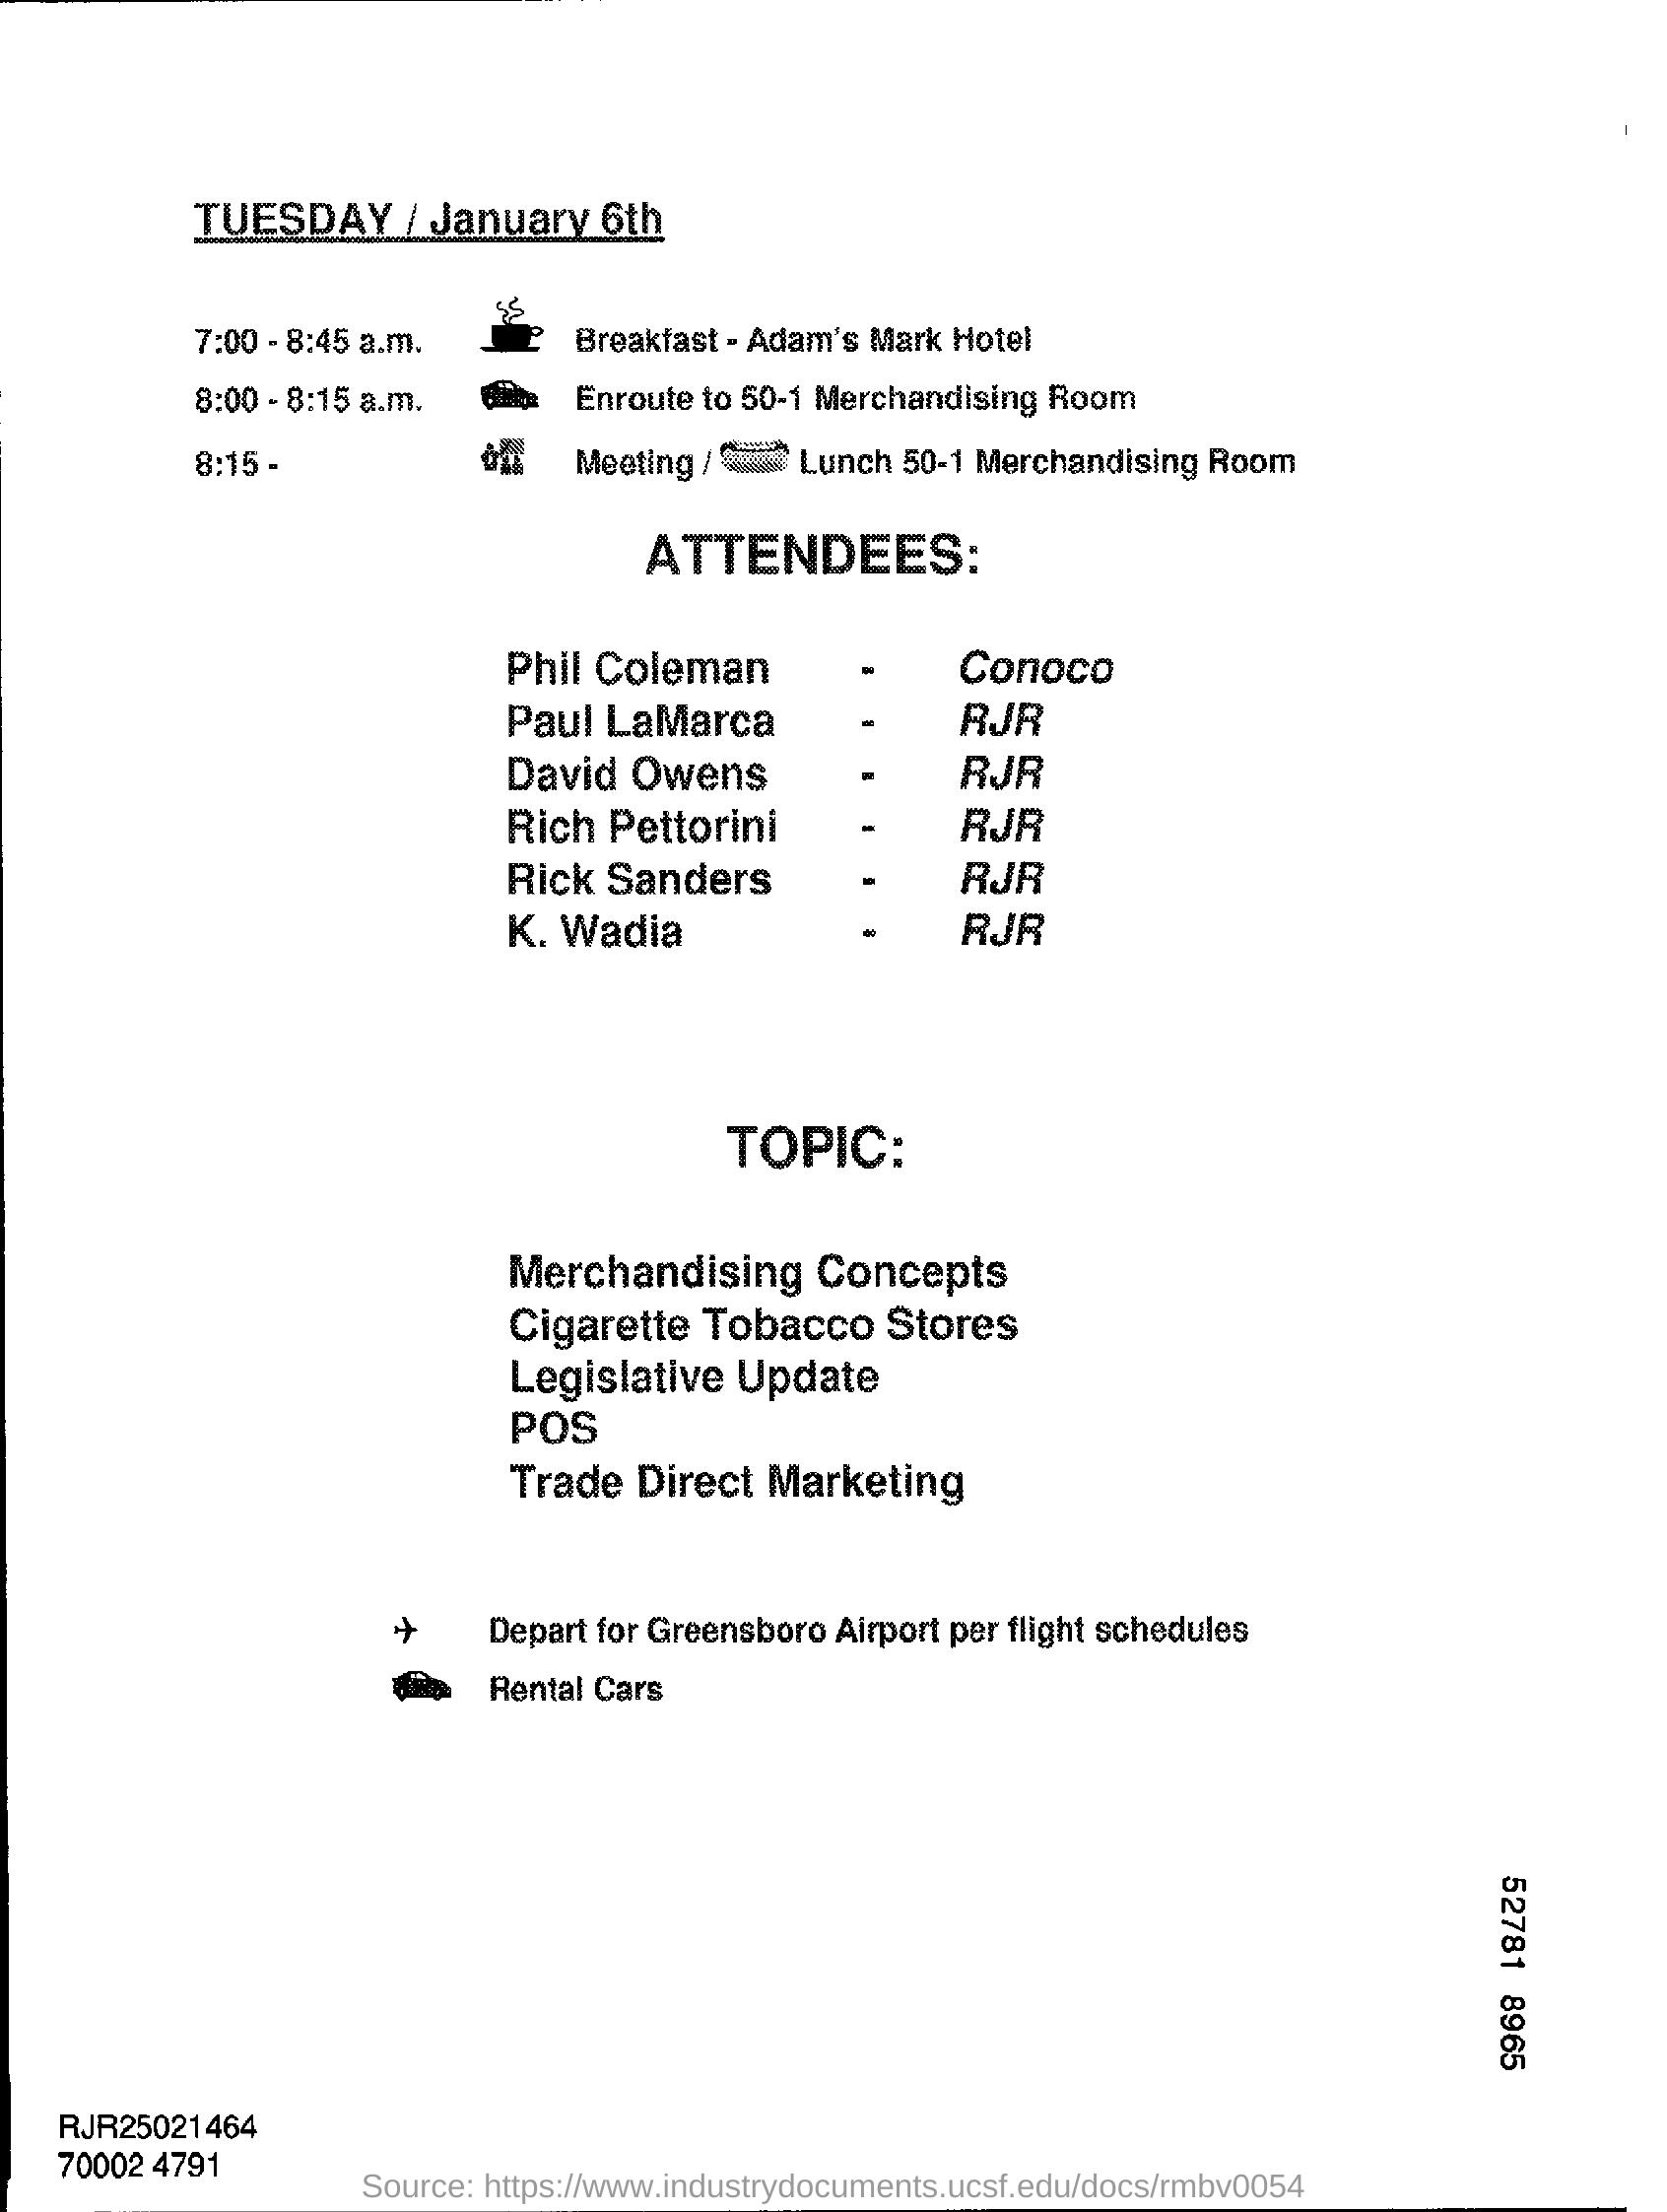 TUESDAY / January 6th
7:00 - 8:45 a.m. Breakfast - Adam's Mark Hotel
8:00 - 8:15 a.m. Enroute to 50-1 Merchandising Room
8:15 - Meeting / Lunch 50-1 Merchandising Room
ATTENDEES:
Phil Coleman - Conoco
Paul LaMarca - RJR
David Owens - RJR
Rich Pettorini - RJR
Rick Sanders - RJR
K. Wadia - RJR
TOPIC:
Merchandising Concepts
Cigarette Tobacco Stores
Legislative Update
POS
Trade Direct Marketing
Depart for Greensboro Airport per flight schedules
Rental Cars
52781 8965
RJR25021464
70002 4791
Source: https://www.industrydocuments.ucsf.edu/docs/rmbv0054